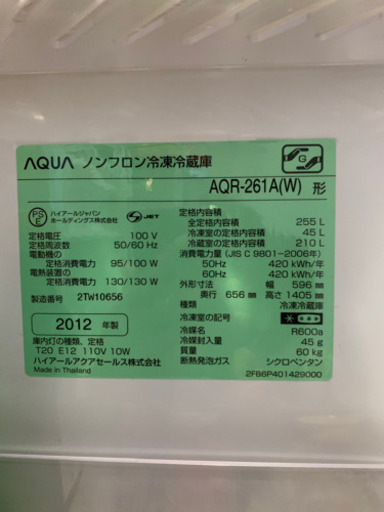 AQUA ノンフロン冷凍冷蔵庫
AQR-261A(W) 形
G
PS
E
ハイアールジャパン
ホールディングス株式会社
S-JET
定格電圧 100 V
定格周波数 50/60 Hz
電動機の
定格消費電力 95/100 W
電熱装置の
定格消費電力 130/130 W
製造番号 2TW10656
2012 年製
庫内灯の種類、定格
T20 E12 110V 10W
ハイアールアクアセールス株式会社
Made in Thailand
定格内容積
全定格内容積 255 L
冷凍室の定格内容積 45 L
冷蔵室の定格内容積 210 L
消費電力量 (JIS C 9801-2006年)
50Hz 420 kWh/年
60Hz 420 kWh/年
外形寸法 幅 596 mm
奥行 656 mm 高さ 1405 mm
種類 冷凍冷蔵庫
冷凍室の記号
冷媒名 R600a
冷媒封入量 45 g
質量 60 kg
断熱発泡ガス シクロペンタン
2FB6P401429000